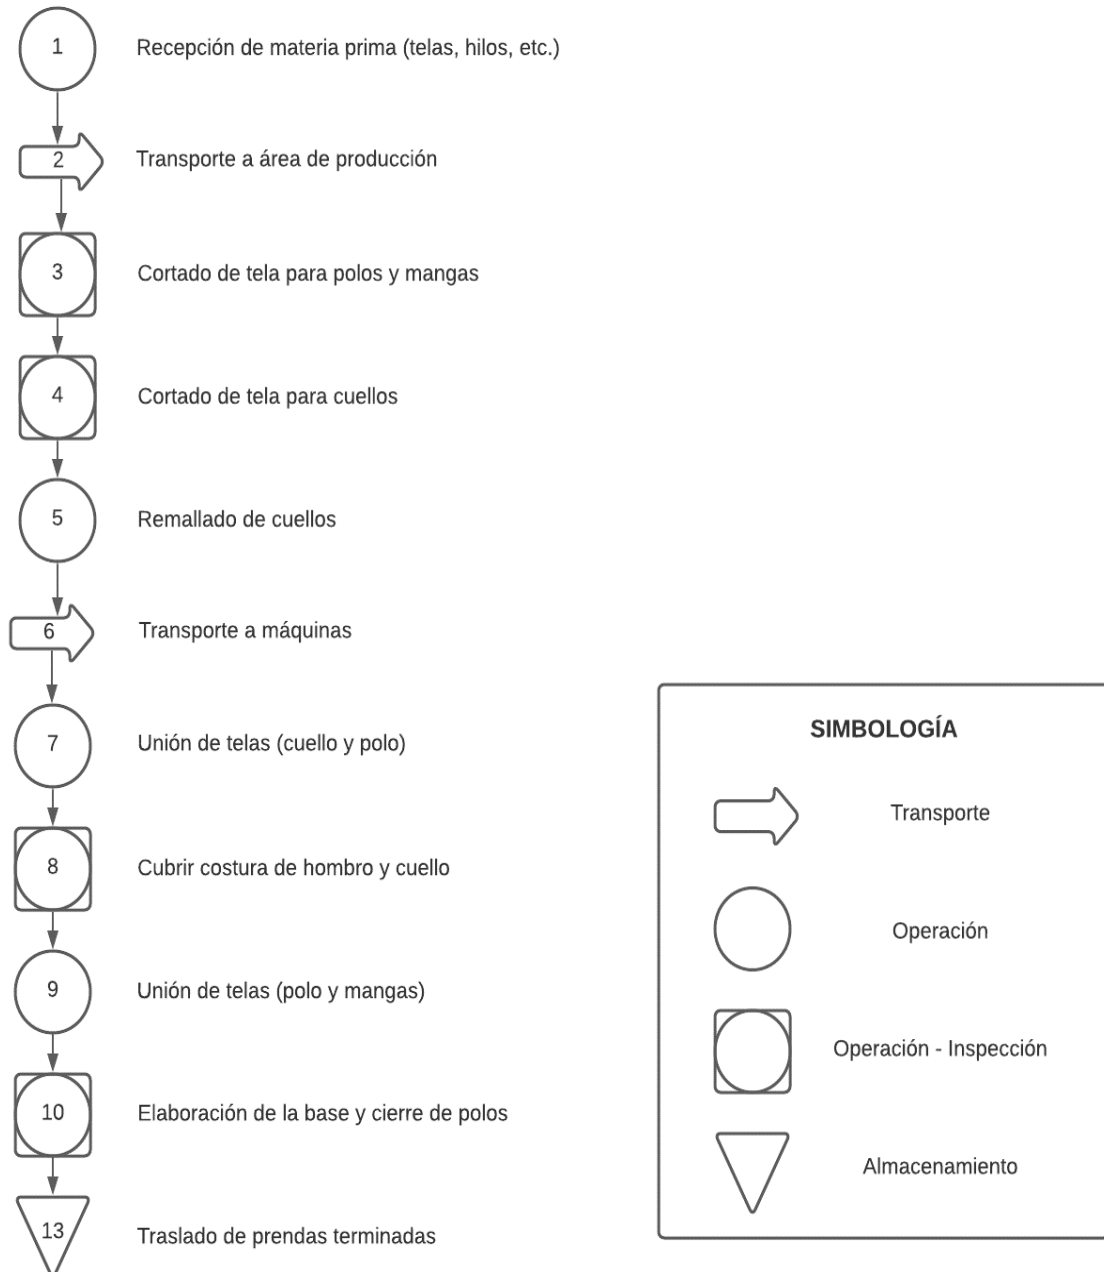 1 Recepción de materia prima (telas, hilos, etc.)
2 Transporte a área de producción
3 Cortado de tela para polos y mangas
4 Cortado de tela para cuellos
5 Remallado de cuellos
6 Transporte a máquinas
7 Unión de telas (cuello y polo)
8 Cubrir costura de hombro y cuello
9 Unión de telas (polo y mangas)
10 Elaboración de la base y cierre de polos
13 Traslado de prendas terminadas
SIMBOLOGÍA
Transporte
Operación
Operación - Inspección
Almacenamiento